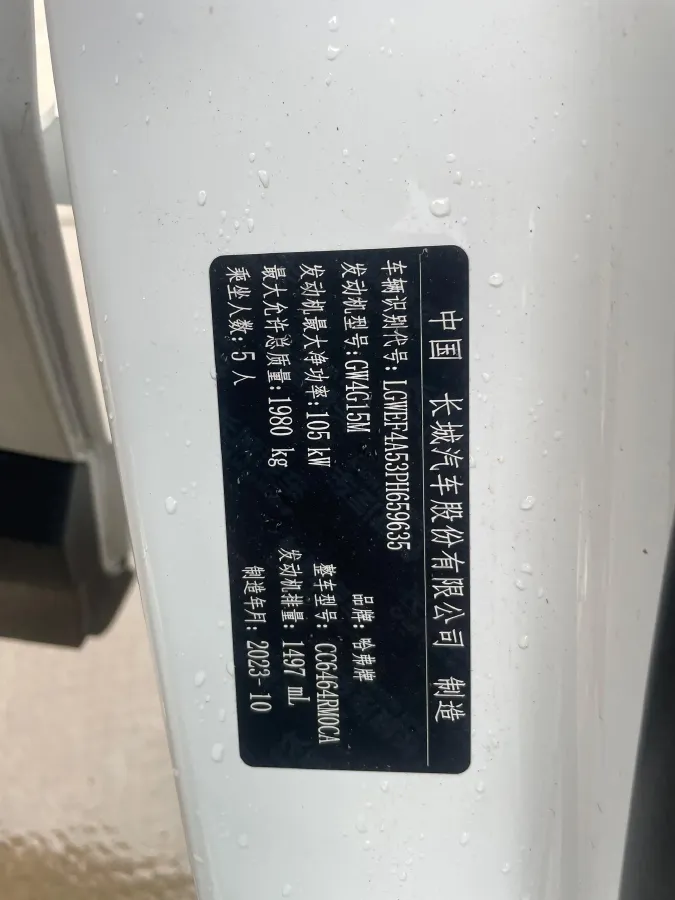 中国 长城汽车股份有限公司 制造
车辆识别代号: LGWEF4A53PH659635
发动机型号: GW4G15M 品牌: 哈弗牌
发动机最大净功率: 105 kW 整车型号: CC6464RM0CA
最大允许总质量: 1980 kg 发动机排量: 1497 mL
乘坐人数: 5 人 制造年月: 2023-10